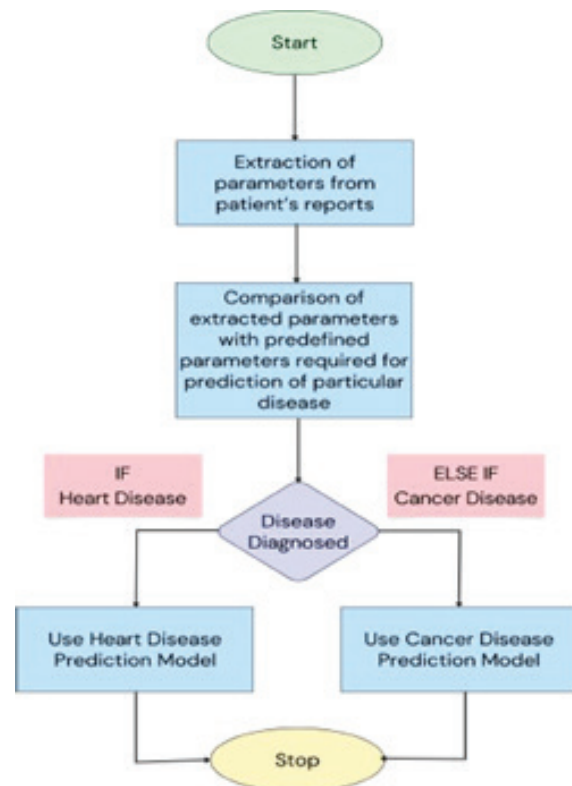 Start
Extraction of
parameters from
patient's reports
Comparison of
extracted parameters
with predefined
parameters required for
prediction of particular
disease
IF
Heart Disease
ELSE IF
Cancer Disease
Disease
Diagnosed
Use Heart Disease
Prediction Model
Use Cancer Disease
Prediction Model
Stop